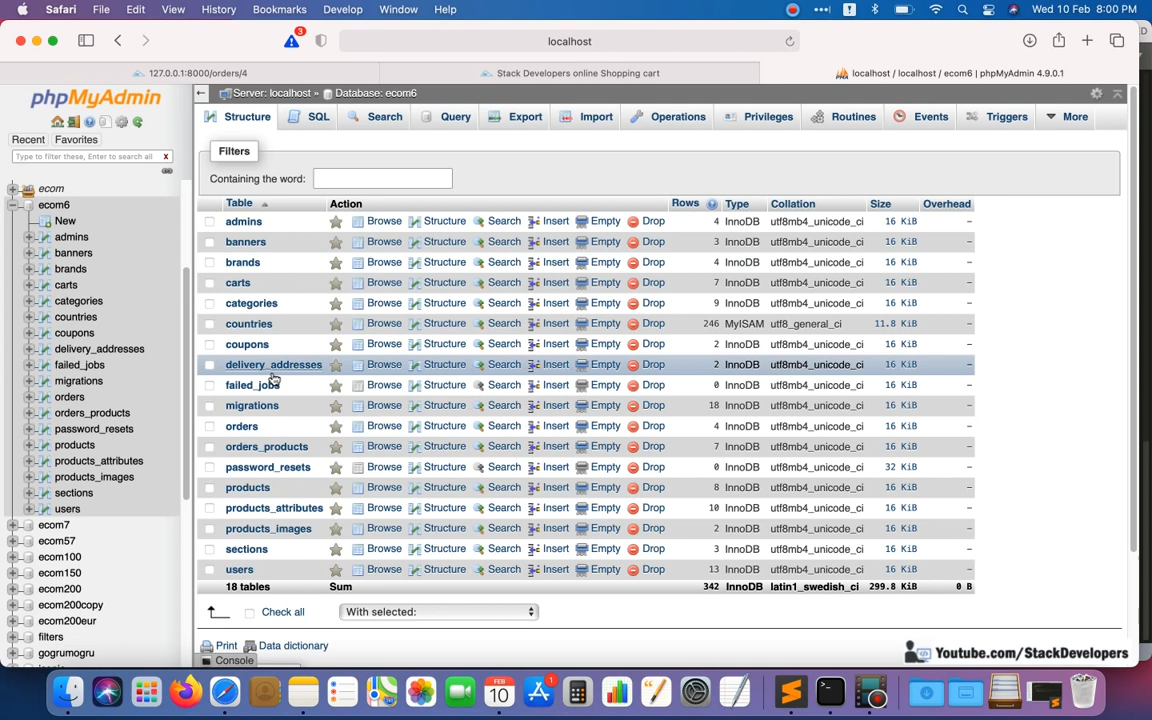 Safari File Edit View History Bookmarks Develop Window Help Wed 10 Feb 8:00 PM
3
localhost
127.0.0.1:8000/orders/4 Stack Developers online Shopping cart localhost / localhost / ecom6 | phpMyAdmin 4.9.0.1
phpMyAdmin
Recent Favorites
Type to filter these, Enter to search all X
ecom
ecom6
New
admins
banners
brands
carts
categories
countries
coupons
delivery_addresses
failed_jobs
migrations
orders
orders_products
password_resets
products
products_attributes
products_images
sections
users
ecom7
ecom57
ecom100
ecom150
ecom200
ecom200copy
ecom200eur
filters
gogrumogru
Server: localhost » Database: ecom6
Structure SQL Search Query Export Import Operations Privileges Routines Events Triggers More
Filters
Containing the word:
Table Action Rows Type Collation Size Overhead
admins Browse Structure Search Insert Empty Drop 4 InnoDB utf8mb4_unicode_ci 16 KiB –
banners Browse Structure Search Insert Empty Drop 3 InnoDB utf8mb4_unicode_ci 16 KiB –
brands Browse Structure Search Insert Empty Drop 4 InnoDB utf8mb4_unicode_ci 16 KiB –
carts Browse Structure Search Insert Empty Drop 7 InnoDB utf8mb4_unicode_ci 16 KiB –
categories Browse Structure Search Insert Empty Drop 9 InnoDB utf8mb4_unicode_ci 16 KiB –
countries Browse Structure Search Insert Empty Drop 246 MyISAM utf8_general_ci 11.8 KiB –
coupons Browse Structure Search Insert Empty Drop 2 InnoDB utf8mb4_unicode_ci 16 KiB –
delivery_addresses Browse Structure Search Insert Empty Drop 2 InnoDB utf8mb4_unicode_ci 16 KiB –
failed_jobs Browse Structure Search Insert Empty Drop 0 InnoDB utf8mb4_unicode_ci 16 KiB –
migrations Browse Structure Search Insert Empty Drop 18 InnoDB utf8mb4_unicode_ci 16 KiB –
orders Browse Structure Search Insert Empty Drop 4 InnoDB utf8mb4_unicode_ci 16 KiB –
orders_products Browse Structure Search Insert Empty Drop 7 InnoDB utf8mb4_unicode_ci 16 KiB –
password_resets Browse Structure Search Insert Empty Drop 0 InnoDB utf8mb4_unicode_ci 32 KiB –
products Browse Structure Search Insert Empty Drop 8 InnoDB utf8mb4_unicode_ci 16 KiB –
products_attributes Browse Structure Search Insert Empty Drop 10 InnoDB utf8mb4_unicode_ci 16 KiB –
products_images Browse Structure Search Insert Empty Drop 2 InnoDB utf8mb4_unicode_ci 16 KiB –
sections Browse Structure Search Insert Empty Drop 3 InnoDB utf8mb4_unicode_ci 16 KiB –
users Browse Structure Search Insert Empty Drop 13 InnoDB utf8mb4_unicode_ci 16 KiB –
18 tables Sum 342 InnoDB latin1_swedish_ci 299.8 KiB 0 B
Check all With selected:
Print Data dictionary
Console
Youtube.com/StackDevelopers
FEB
10
1